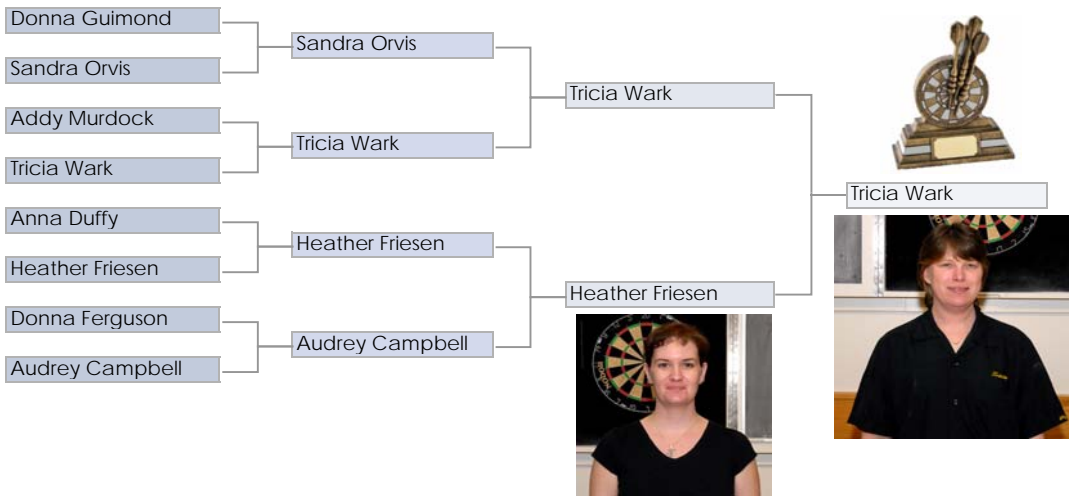 Donna Guimond
Sandra Orvis
Addy Murdock
Tricia Wark
Anna Duffy
Heather Friesen
Donna Ferguson
Audrey Campbell
Sandra Orvis
Tricia Wark
Heather Friesen
Audrey Campbell
Tricia Wark
Heather Friesen
Tricia Wark